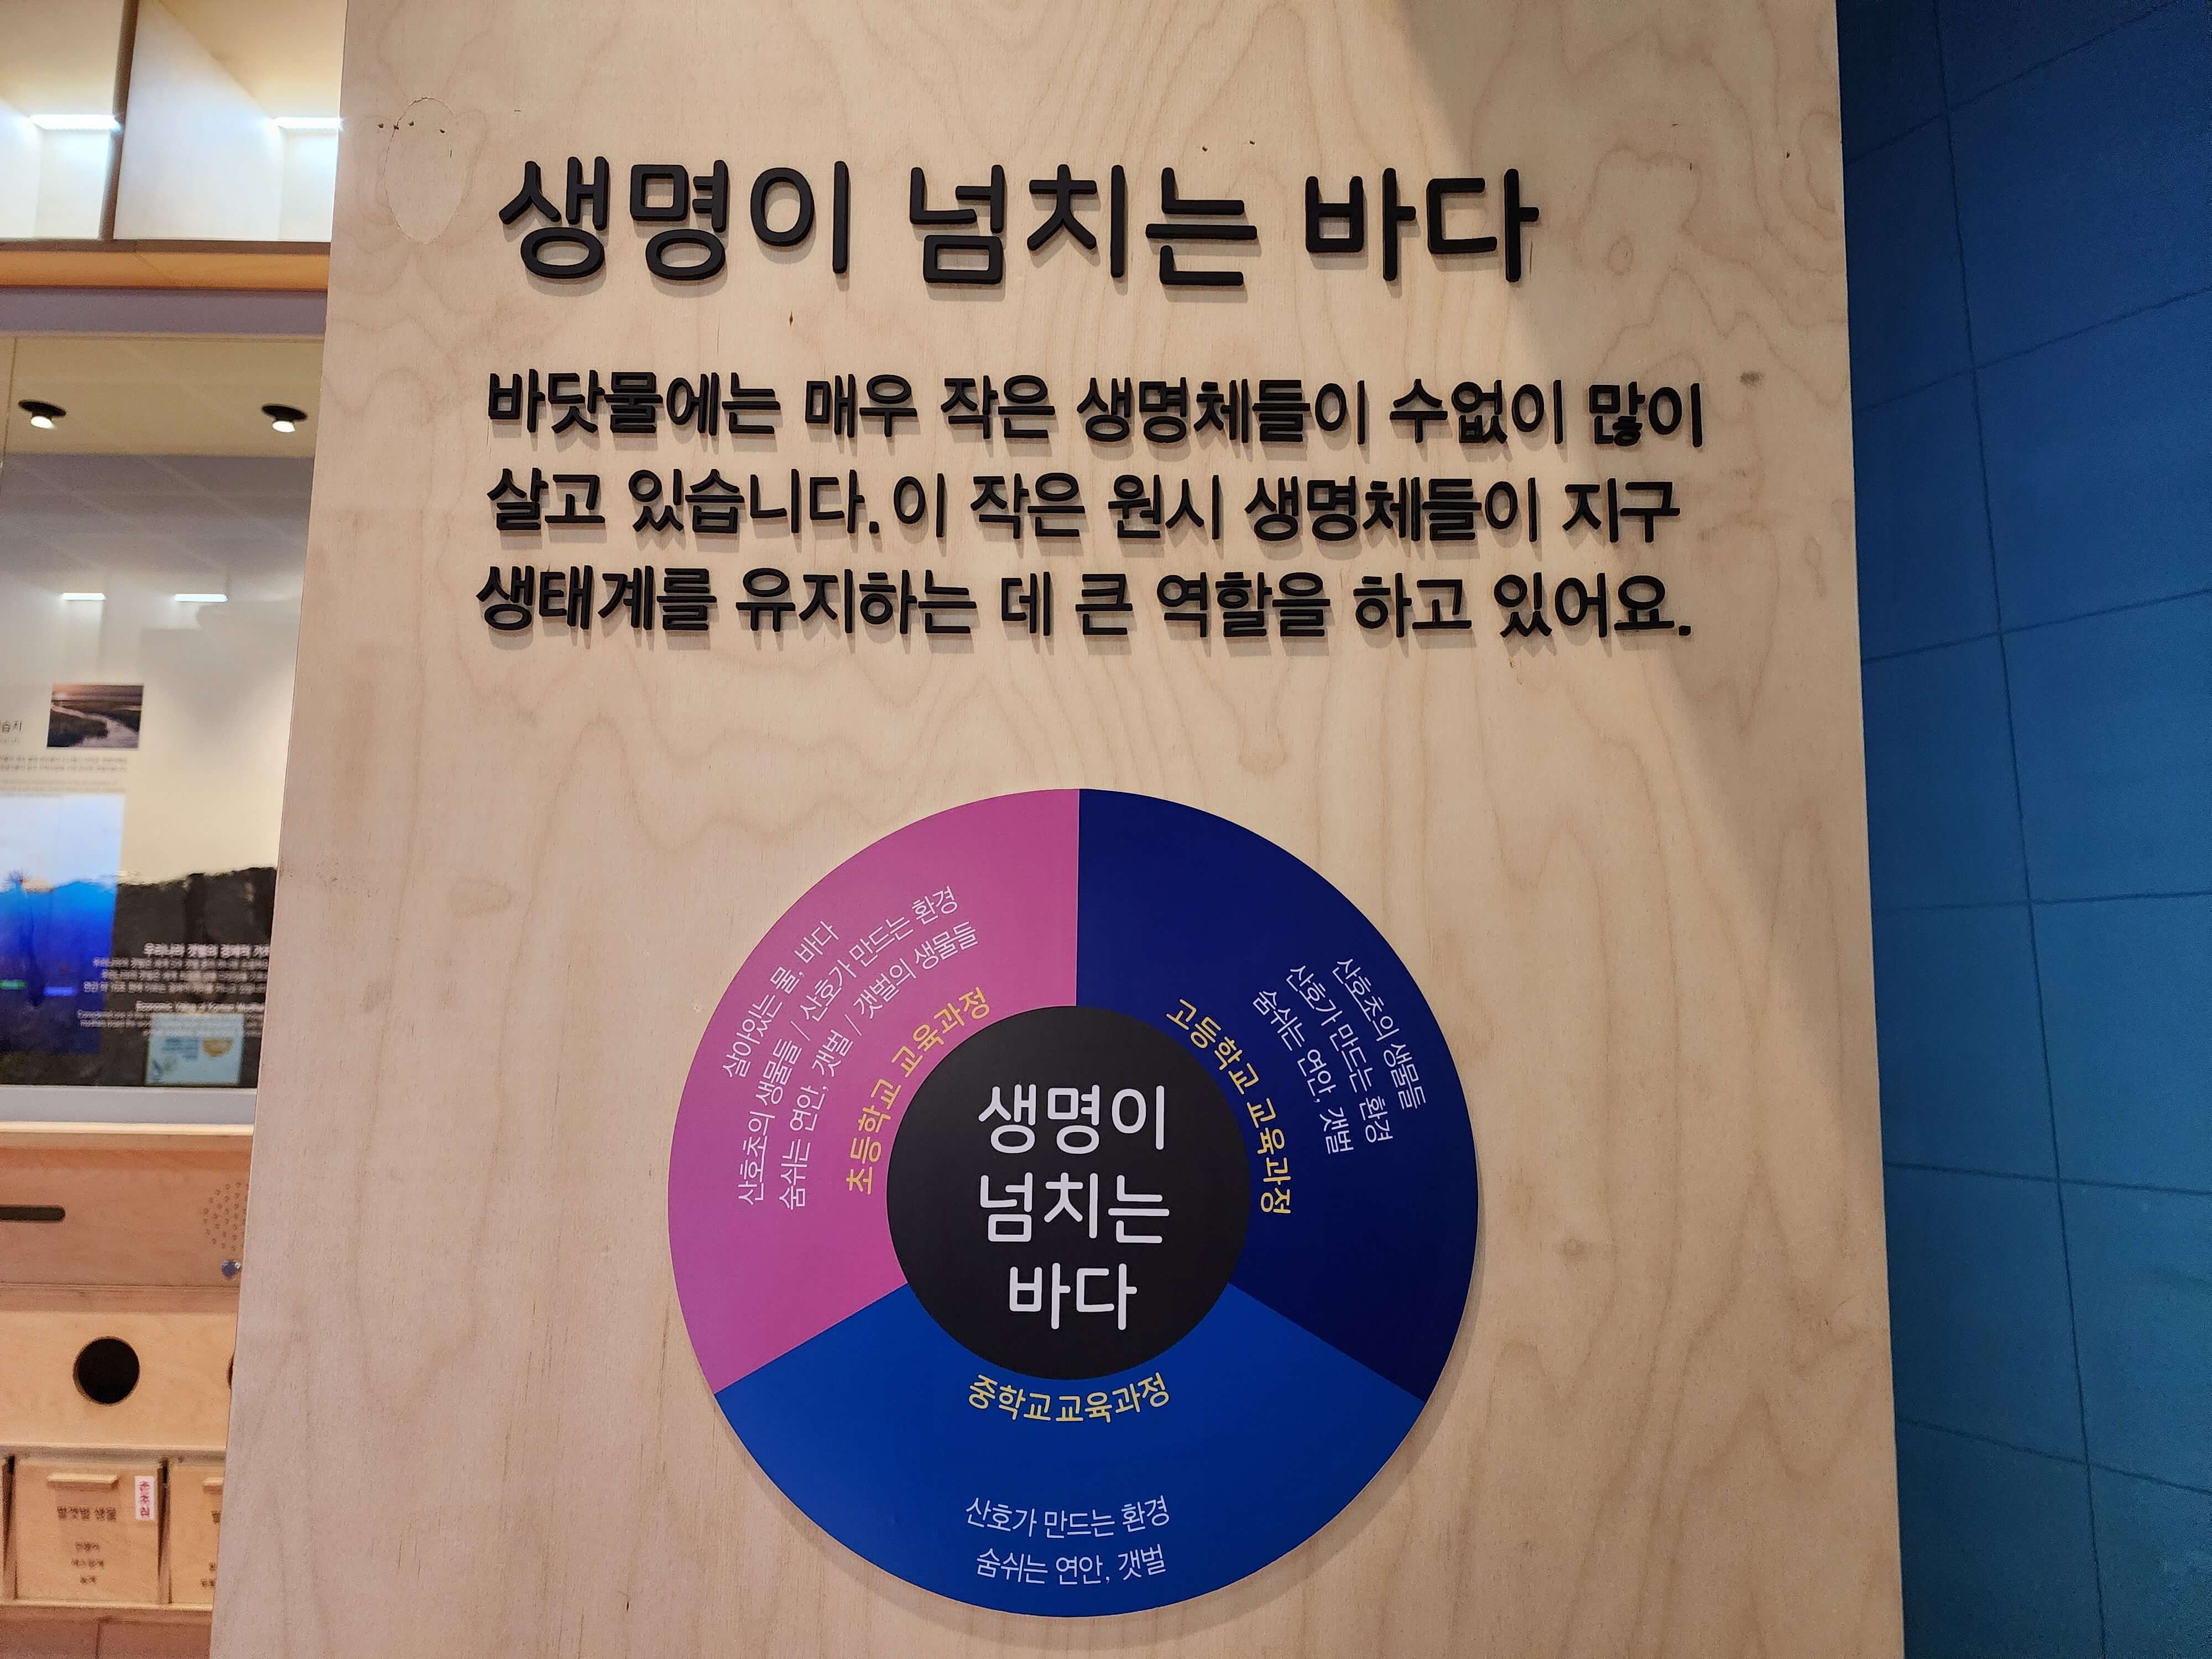 생명이 넘치는 바다
바닷물에는 매우 작은 생명체들이 수없이 많이
살고 있습니다. 이 작은 원시 생명체들이 지구
생태계를 유지하는 데 큰 역할을 하고 있어요.
살아있는 물, 바다
산호초의 생물들 / 산호가 만드는 환경
숨쉬는 연안, 갯벌 / 갯벌의 생물들
초등학교 교육과정
산호초의 생물들
산호가 만드는 환경
숨쉬는 연안, 갯벌
고등학교 교육과정
생명이
넘치는
바다
중학교 교육과정
산호가 만드는 환경
숨쉬는 연안, 갯벌
습지
뻘갯벌 생물